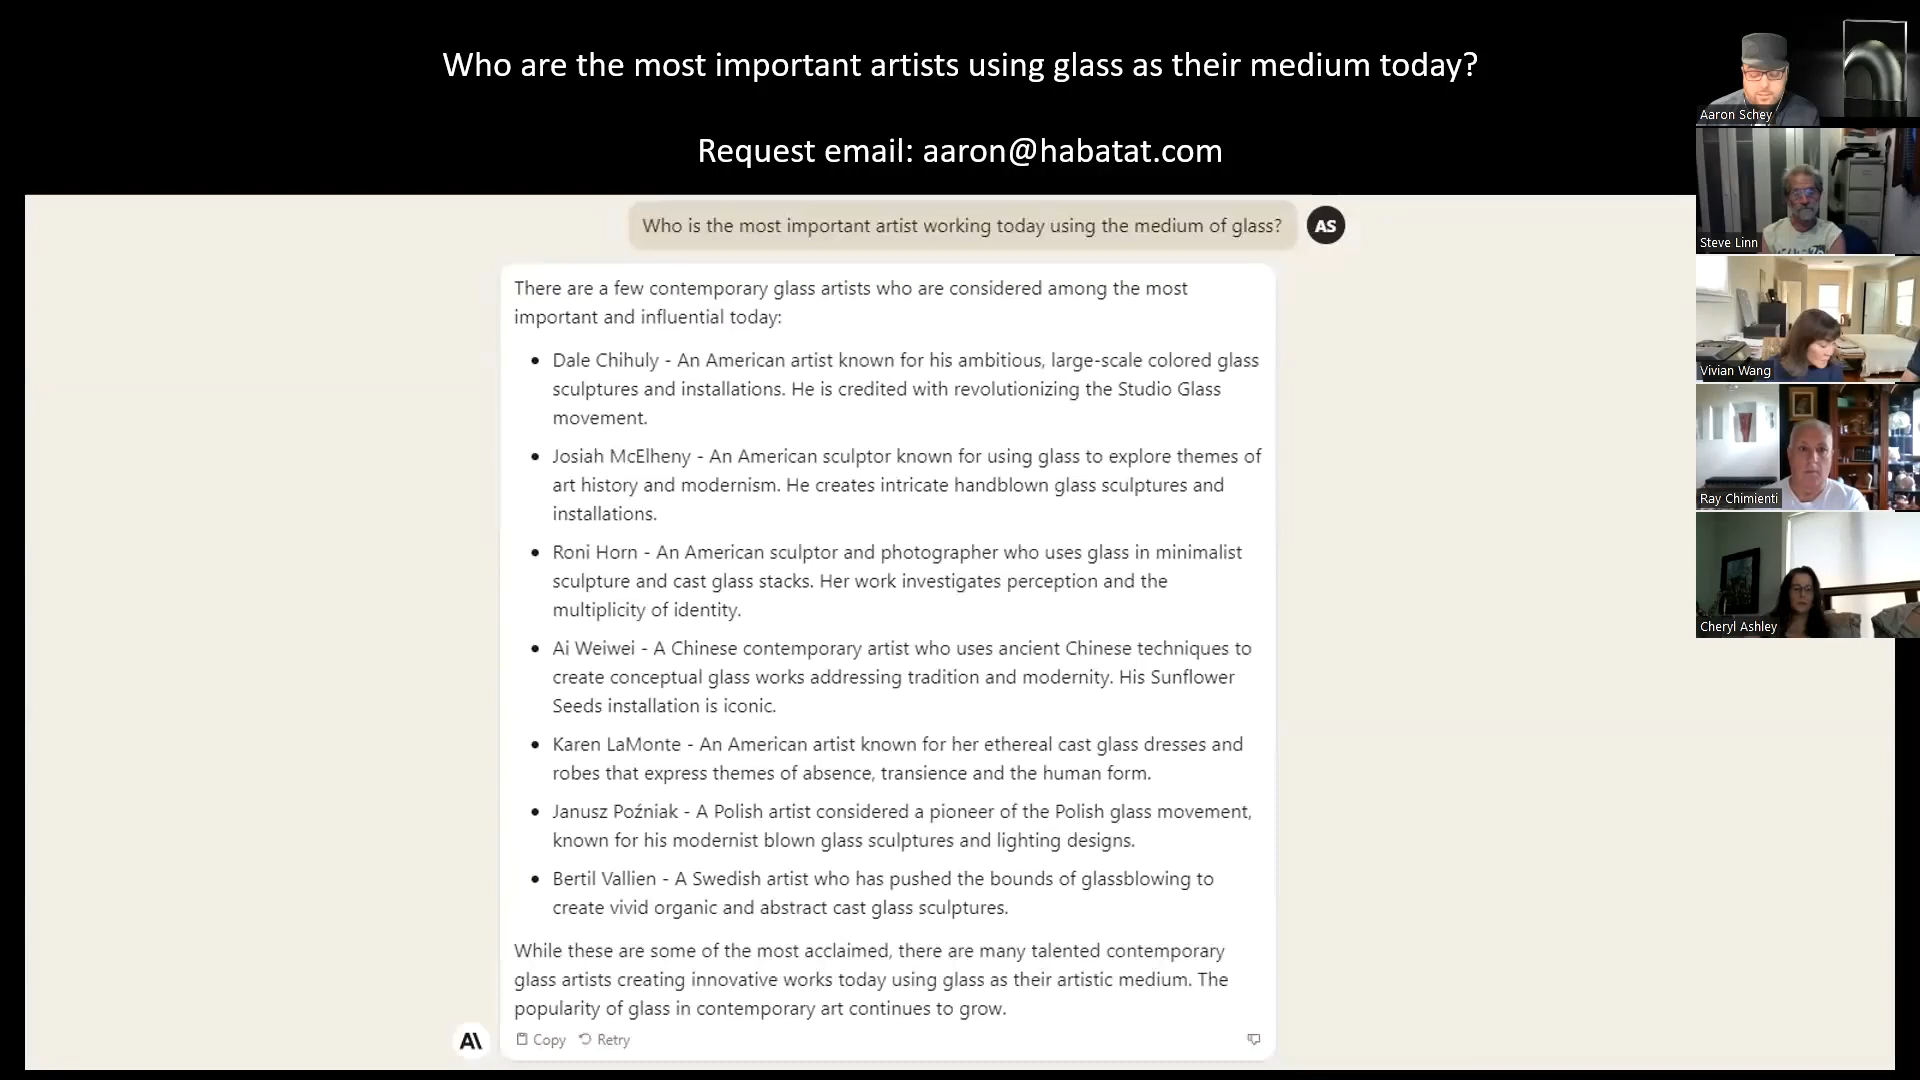 Who are the most important artists using glass as their medium today?
Request email: aaron@habatat.com
Who is the most important artist working today using the medium of glass?
AS
There are a few contemporary glass artists who are considered among the most
important and influential today:
• Dale Chihuly - An American artist known for his ambitious, large-scale colored glass
sculptures and installations. He is credited with revolutionizing the Studio Glass
movement.
• Josiah McElheny - An American sculptor known for using glass to explore themes of
art history and modernism. He creates intricate handblown glass sculptures and
installations.
• Roni Horn - An American sculptor and photographer who uses glass in minimalist
sculpture and cast glass stacks. Her work investigates perception and the
multiplicity of identity.
• Ai Weiwei - A Chinese contemporary artist who uses ancient Chinese techniques to
create conceptual glass works addressing tradition and modernity. His Sunflower
Seeds installation is iconic.
• Karen LaMonte - An American artist known for her ethereal cast glass dresses and
robes that express themes of absence, transience and the human form.
• Janusz Poźniak - A Polish artist considered a pioneer of the Polish glass movement,
known for his modernist blown glass sculptures and lighting designs.
• Bertil Vallien - A Swedish artist who has pushed the bounds of glassblowing to
create vivid organic and abstract cast glass sculptures.
While these are some of the most acclaimed, there are many talented contemporary
glass artists creating innovative works today using glass as their artistic medium. The
popularity of glass in contemporary art continues to grow.
A\
Copy Retry
Aaron Schey
Steve Linn
Vivian Wang
Ray Chimienti
Cheryl Ashley